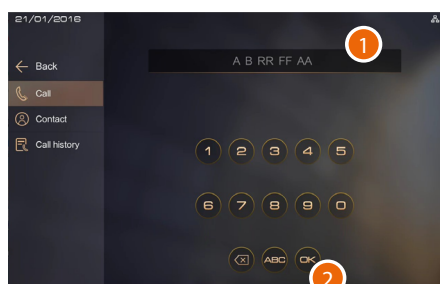 21/01/2016
1
A B RR FF AA
Back
Call
Contact
Call history
1 2 3 4 5
6 7 8 9 0
ABC OK
2